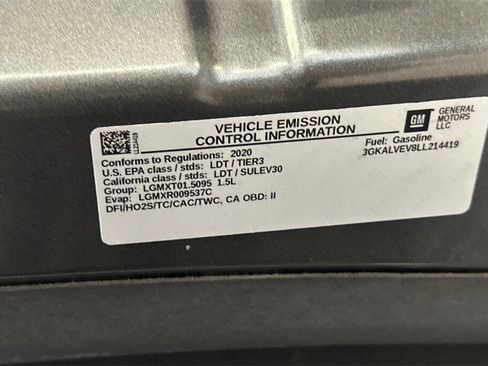 VEHICLE EMISSION
CONTROL INFORMATION
GM
GENERAL
MOTORS
LLC
LL214419
Conforms to Regulations: 2020
U.S. EPA class / stds: LDT / TIER3
California class / stds: LDT / SULEV30
Group: LGMXT01.5095 1.5L
Evap: LGMXR009537C
DFI/HO2S/TC/CAC/TWC, CA OBD: II
Fuel: Gasoline
3GKALVEV8LL214419